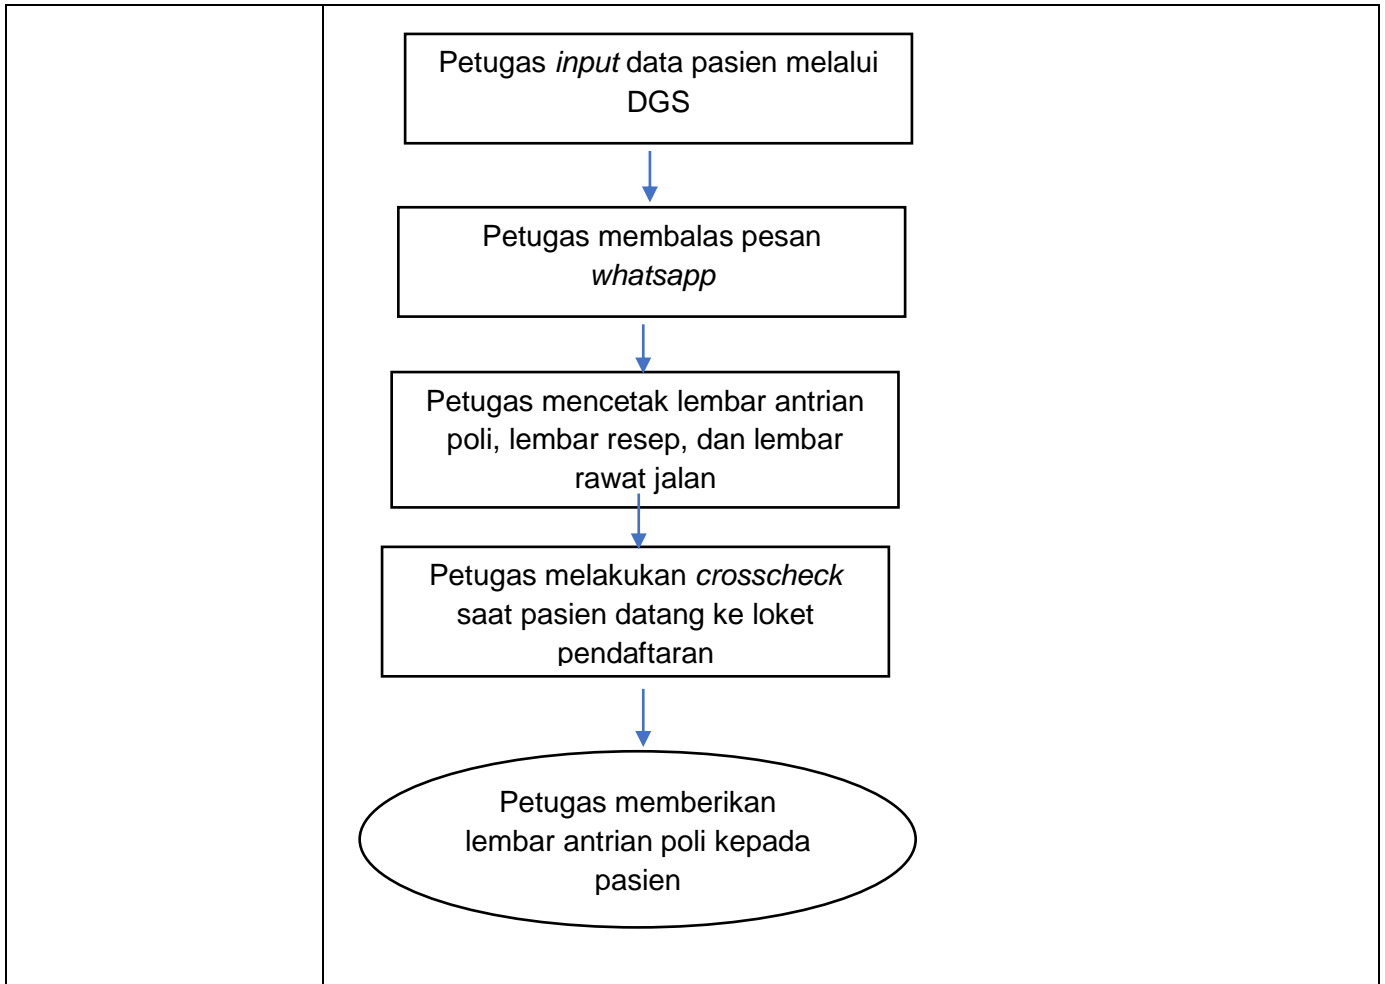 Petugas input data pasien melalui
DGS
Petugas membalas pesan
whatsapp
Petugas mencetak lembar antrian
poli, lembar resep, dan lembar
rawat jalan
Petugas melakukan crosscheck
saat pasien datang ke loket
pendaftaran
Petugas memberikan
lembar antrian poli kepada
pasien